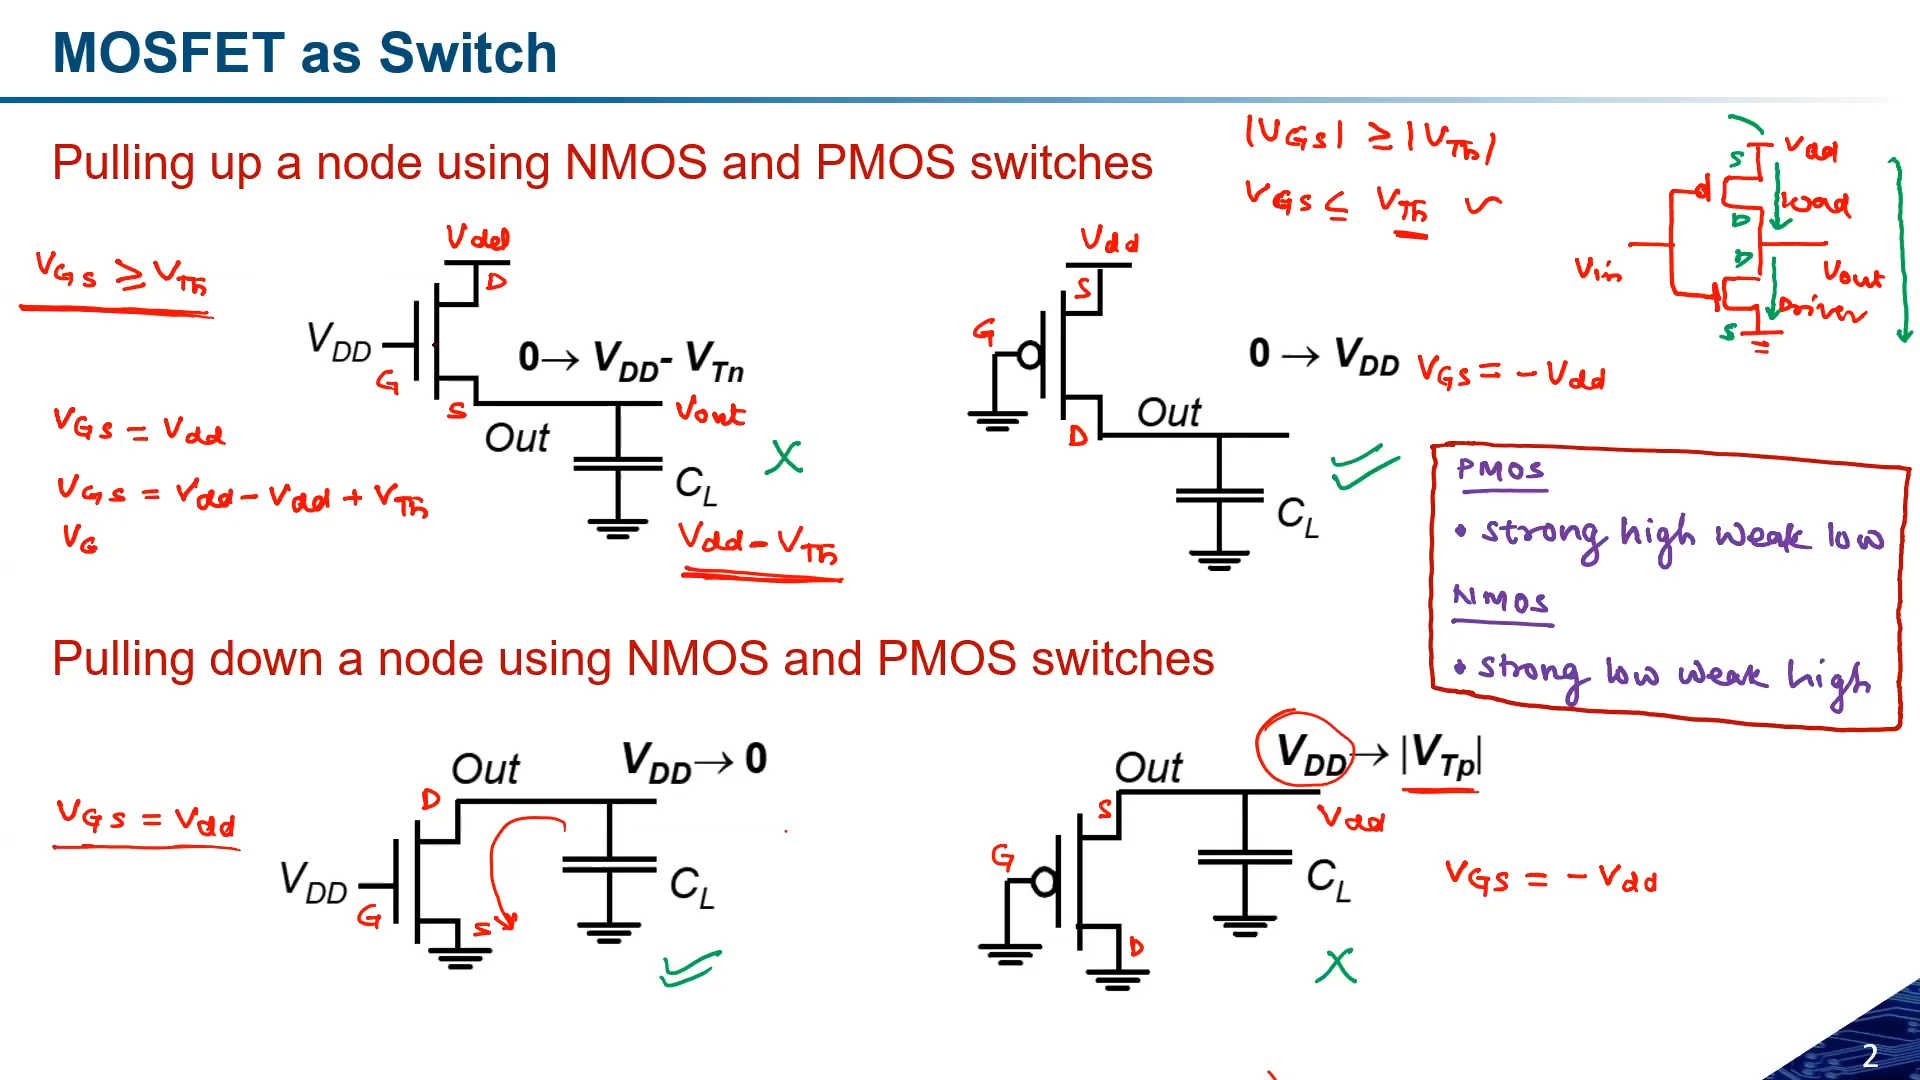 MOSFET as Switch
Pulling up a node using NMOS and PMOS switches
|VGS| ≥ |VTh|
VGS ≤ VTh
VGS ≥ VTh
Vdd
D
VDD
G
S
0→ VDD- VTn
Vout
Out
CL
Vdd - VTh
VGS = Vdd
VGS = Vdd - Vdd + VTh
VG
Vdd
S
G
D
0 → VDD
VGS = - Vdd
Out
CL
Vdd
S
Load
D
D
Vin
Vout
Driver
S
PMOS
• strong high weak low
NMOS
• strong low weak high
Pulling down a node using NMOS and PMOS switches
VGS = Vdd
Out
VDD→ 0
D
VDD
G
S
CL
Out
VDD→ |VTp|
S
Vdd
G
CL
D
VGS = - Vdd
2